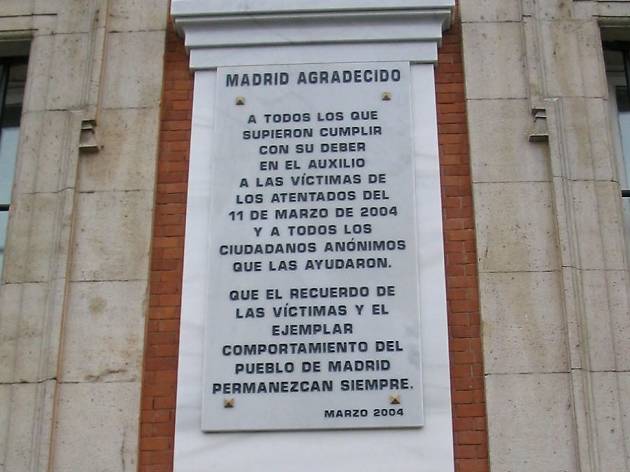 MADRID AGRADECIDO
A TODOS LOS QUE
SUPIERON CUMPLIR
CON SU DEBER
EN EL AUXILIO
A LAS VÍCTIMAS DE
LOS ATENTADOS DEL
11 DE MARZO DE 2004
Y A TODOS LOS
CIUDADANOS ANÓNIMOS
QUE LAS AYUDARON.
QUE EL RECUERDO DE
LAS VÍCTIMAS Y EL
EJEMPLAR
COMPORTAMIENTO DEL
PUEBLO DE MADRID
PERMANEZCAN SIEMPRE.
MARZO 2004